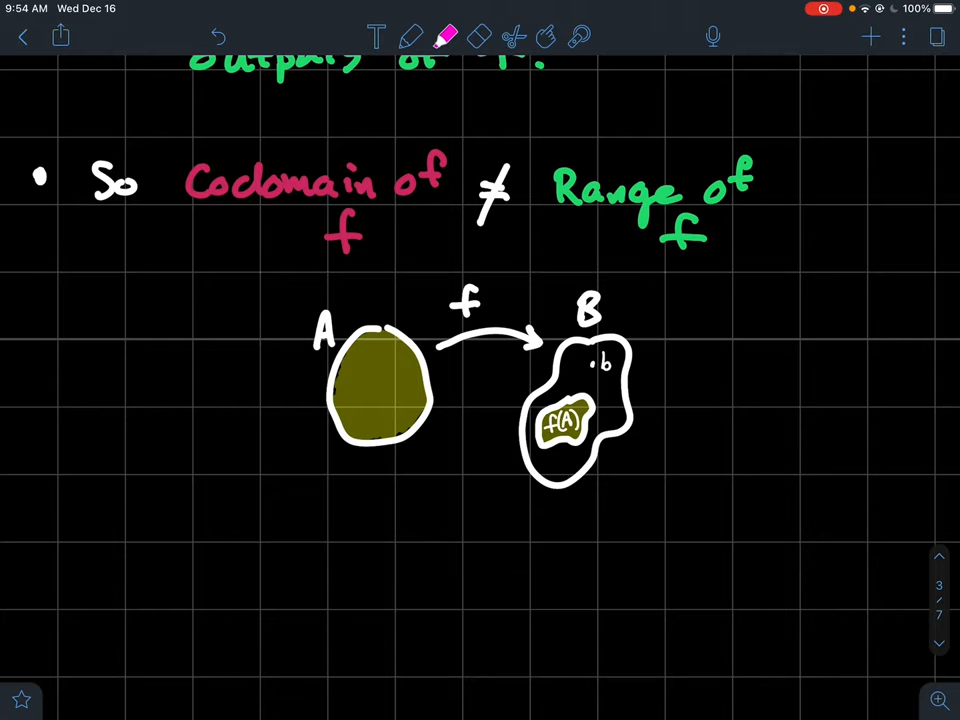 9:54 AM Wed Dec 16
100%
T
• So Codomain of f ≠ Range of f
A
f
B
b
f(A)
3
/
7